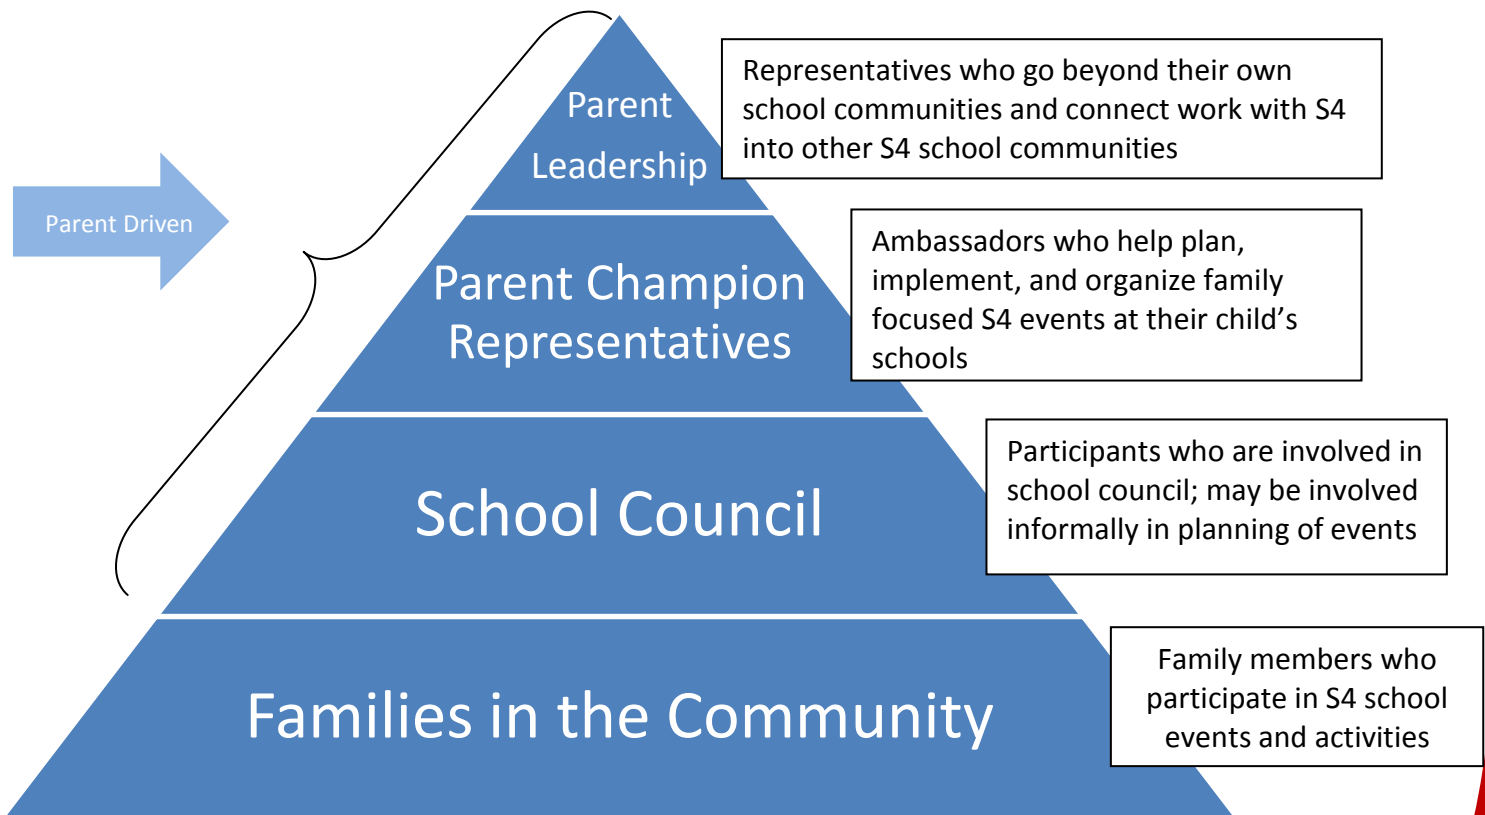 Parent
Leadership
Representatives who go beyond their own
school communities and connect work with S4
into other S4 school communities
Parent Driven
Parent Champion
Representatives
Ambassadors who help plan,
implement, and organize family
focused S4 events at their child’s
schools
School Council
Participants who are involved in
school council; may be involved
informally in planning of events
Families in the Community
Family members who
participate in S4 school
events and activities